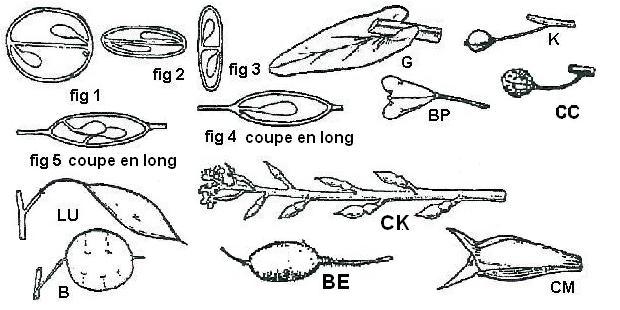 fig 1
fig 2
fig 3
G
K
BP
CC
fig 4 coupe en long
fig 5 coupe en long
LU
CK
B
BE
CM